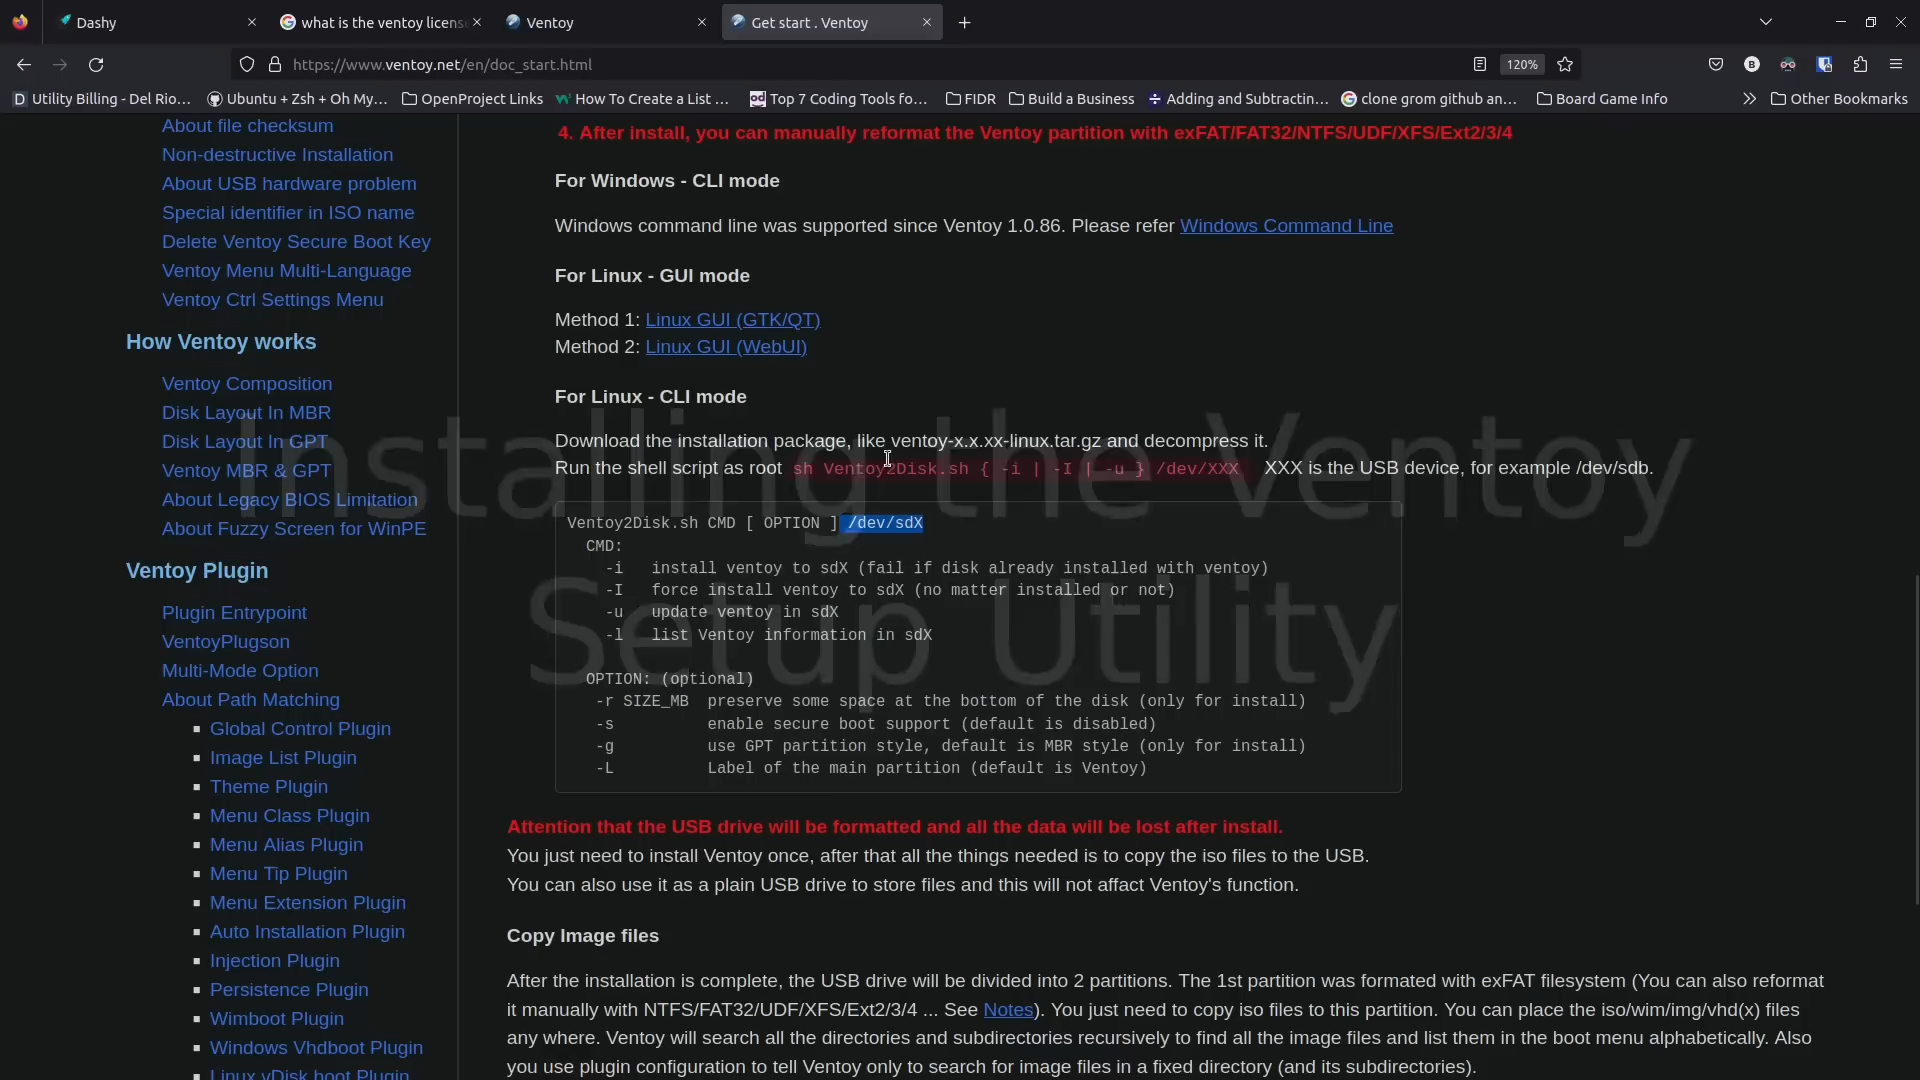 Dashy
what is the ventoy licens
Ventoy
Get start . Ventoy
https://www.ventoy.net/en/doc_start.html
120%
Utility Billing - Del Rio...
Ubuntu + Zsh + Oh My...
OpenProject Links
How To Create a List ...
Top 7 Coding Tools fo...
FIDR
Build a Business
Adding and Subtractin...
clone grom github an...
Board Game Info
Other Bookmarks
About file checksum
Non-destructive Installation
About USB hardware problem
Special identifier in ISO name
Delete Ventoy Secure Boot Key
Ventoy Menu Multi-Language
Ventoy Ctrl Settings Menu
How Ventoy works
Ventoy Composition
Disk Layout In MBR
Disk Layout In GPT
Ventoy MBR & GPT
About Legacy BIOS Limitation
About Fuzzy Screen for WinPE
Ventoy Plugin
Plugin Entrypoint
VentoyPlugson
Multi-Mode Option
About Path Matching
Global Control Plugin
Image List Plugin
Theme Plugin
Menu Class Plugin
Menu Alias Plugin
Menu Tip Plugin
Menu Extension Plugin
Auto Installation Plugin
Injection Plugin
Persistence Plugin
Wimboot Plugin
Windows Vhdboot Plugin
Linux vDisk boot Plugin
4. After install, you can manually reformat the Ventoy partition with exFAT/FAT32/NTFS/UDF/XFS/Ext2/3/4
For Windows - CLI mode
Windows command line was supported since Ventoy 1.0.86. Please refer Windows Command Line
For Linux - GUI mode
Method 1: Linux GUI (GTK/QT)
Method 2: Linux GUI (WebUI)
For Linux - CLI mode
Download the installation package, like ventoy-x.x.xx-linux.tar.gz and decompress it.
Run the shell script as root sh Ventoy2Disk.sh { -i | -I | -u } /dev/XXX XXX is the USB device, for example /dev/sdb.
Ventoy2Disk.sh CMD [ OPTION ] /dev/sdX
CMD:
-i install ventoy to sdX (fail if disk already installed with ventoy)
-I force install ventoy to sdX (no matter installed or not)
-u update ventoy in sdX
-l list Ventoy information in sdX
OPTION: (optional)
-r SIZE_MB preserve some space at the bottom of the disk (only for install)
-s enable secure boot support (default is disabled)
-g use GPT partition style, default is MBR style (only for install)
-L Label of the main partition (default is Ventoy)
Attention that the USB drive will be formatted and all the data will be lost after install.
You just need to install Ventoy once, after that all the things needed is to copy the iso files to the USB.
You can also use it as a plain USB drive to store files and this will not affact Ventoy's function.
Copy Image files
After the installation is complete, the USB drive will be divided into 2 partitions. The 1st partition was formated with exFAT filesystem (You can also reformat
it manually with NTFS/FAT32/UDF/XFS/Ext2/3/4 ... See Notes). You just need to copy iso files to this partition. You can place the iso/wim/img/vhd(x) files
any where. Ventoy will search all the directories and subdirectories recursively to find all the image files and list them in the boot menu alphabetically. Also
you use plugin configuration to tell Ventoy only to search for image files in a fixed directory (and its subdirectories).
Installing the Ventoy
Setup Utility